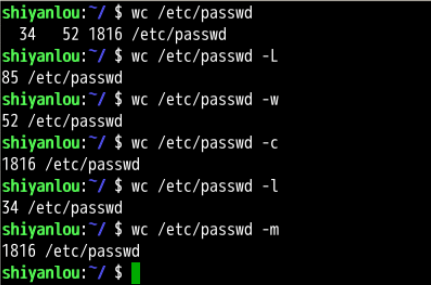 shiyanlou:~/ $ wc /etc/passwd
  34   52 1816 /etc/passwd
shiyanlou:~/ $ wc /etc/passwd -L
85 /etc/passwd
shiyanlou:~/ $ wc /etc/passwd -w
52 /etc/passwd
shiyanlou:~/ $ wc /etc/passwd -c
1816 /etc/passwd
shiyanlou:~/ $ wc /etc/passwd -l
34 /etc/passwd
shiyanlou:~/ $ wc /etc/passwd -m
1816 /etc/passwd
shiyanlou:~/ $